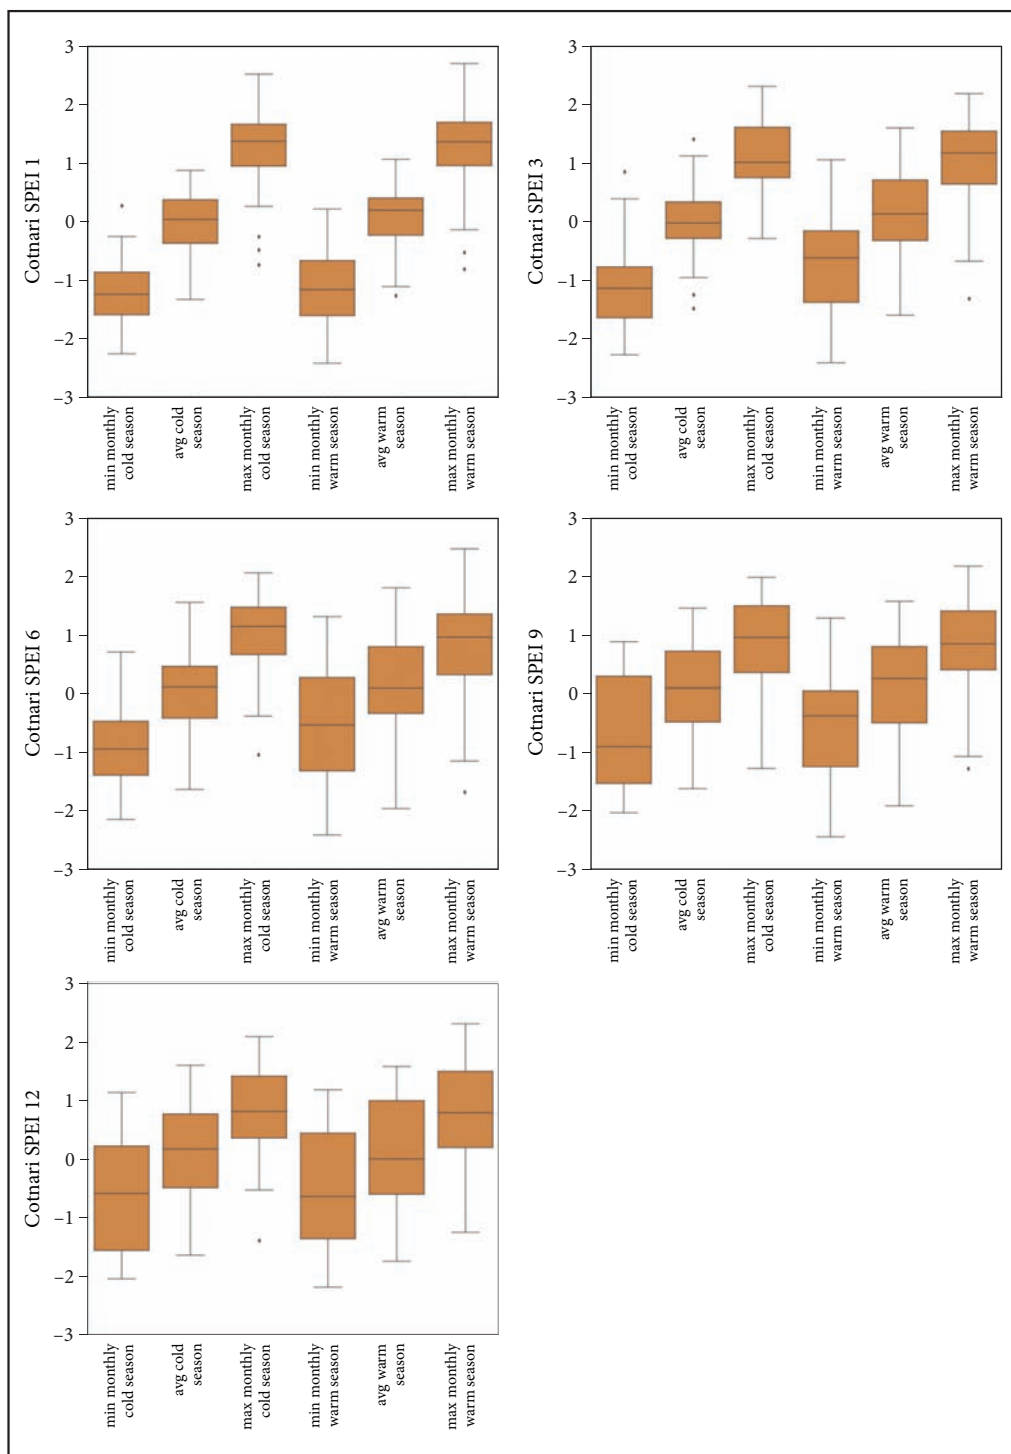 Cotnari SPEI 1
3
2
1
0
–1
–2
–3
min monthly
cold season
avg cold
season
max monthly
cold season
min monthly
warm season
avg warm
season
max monthly
warm season
Cotnari SPEI 3
3
2
1
0
–1
–2
–3
min monthly
cold season
avg cold
season
max monthly
cold season
min monthly
warm season
avg warm
season
max monthly
warm season
Cotnari SPEI 6
3
2
1
0
–1
–2
–3
min monthly
cold season
avg cold
season
max monthly
cold season
min monthly
warm season
avg warm
season
max monthly
warm season
Cotnari SPEI 9
3
2
1
0
–1
–2
–3
min monthly
cold season
avg cold
season
max monthly
cold season
min monthly
warm season
avg warm
season
max monthly
warm season
Cotnari SPEI 12
3
2
1
0
–1
–2
–3
min monthly
cold season
avg cold
season
max monthly
cold season
min monthly
warm season
avg warm
season
max monthly
warm season